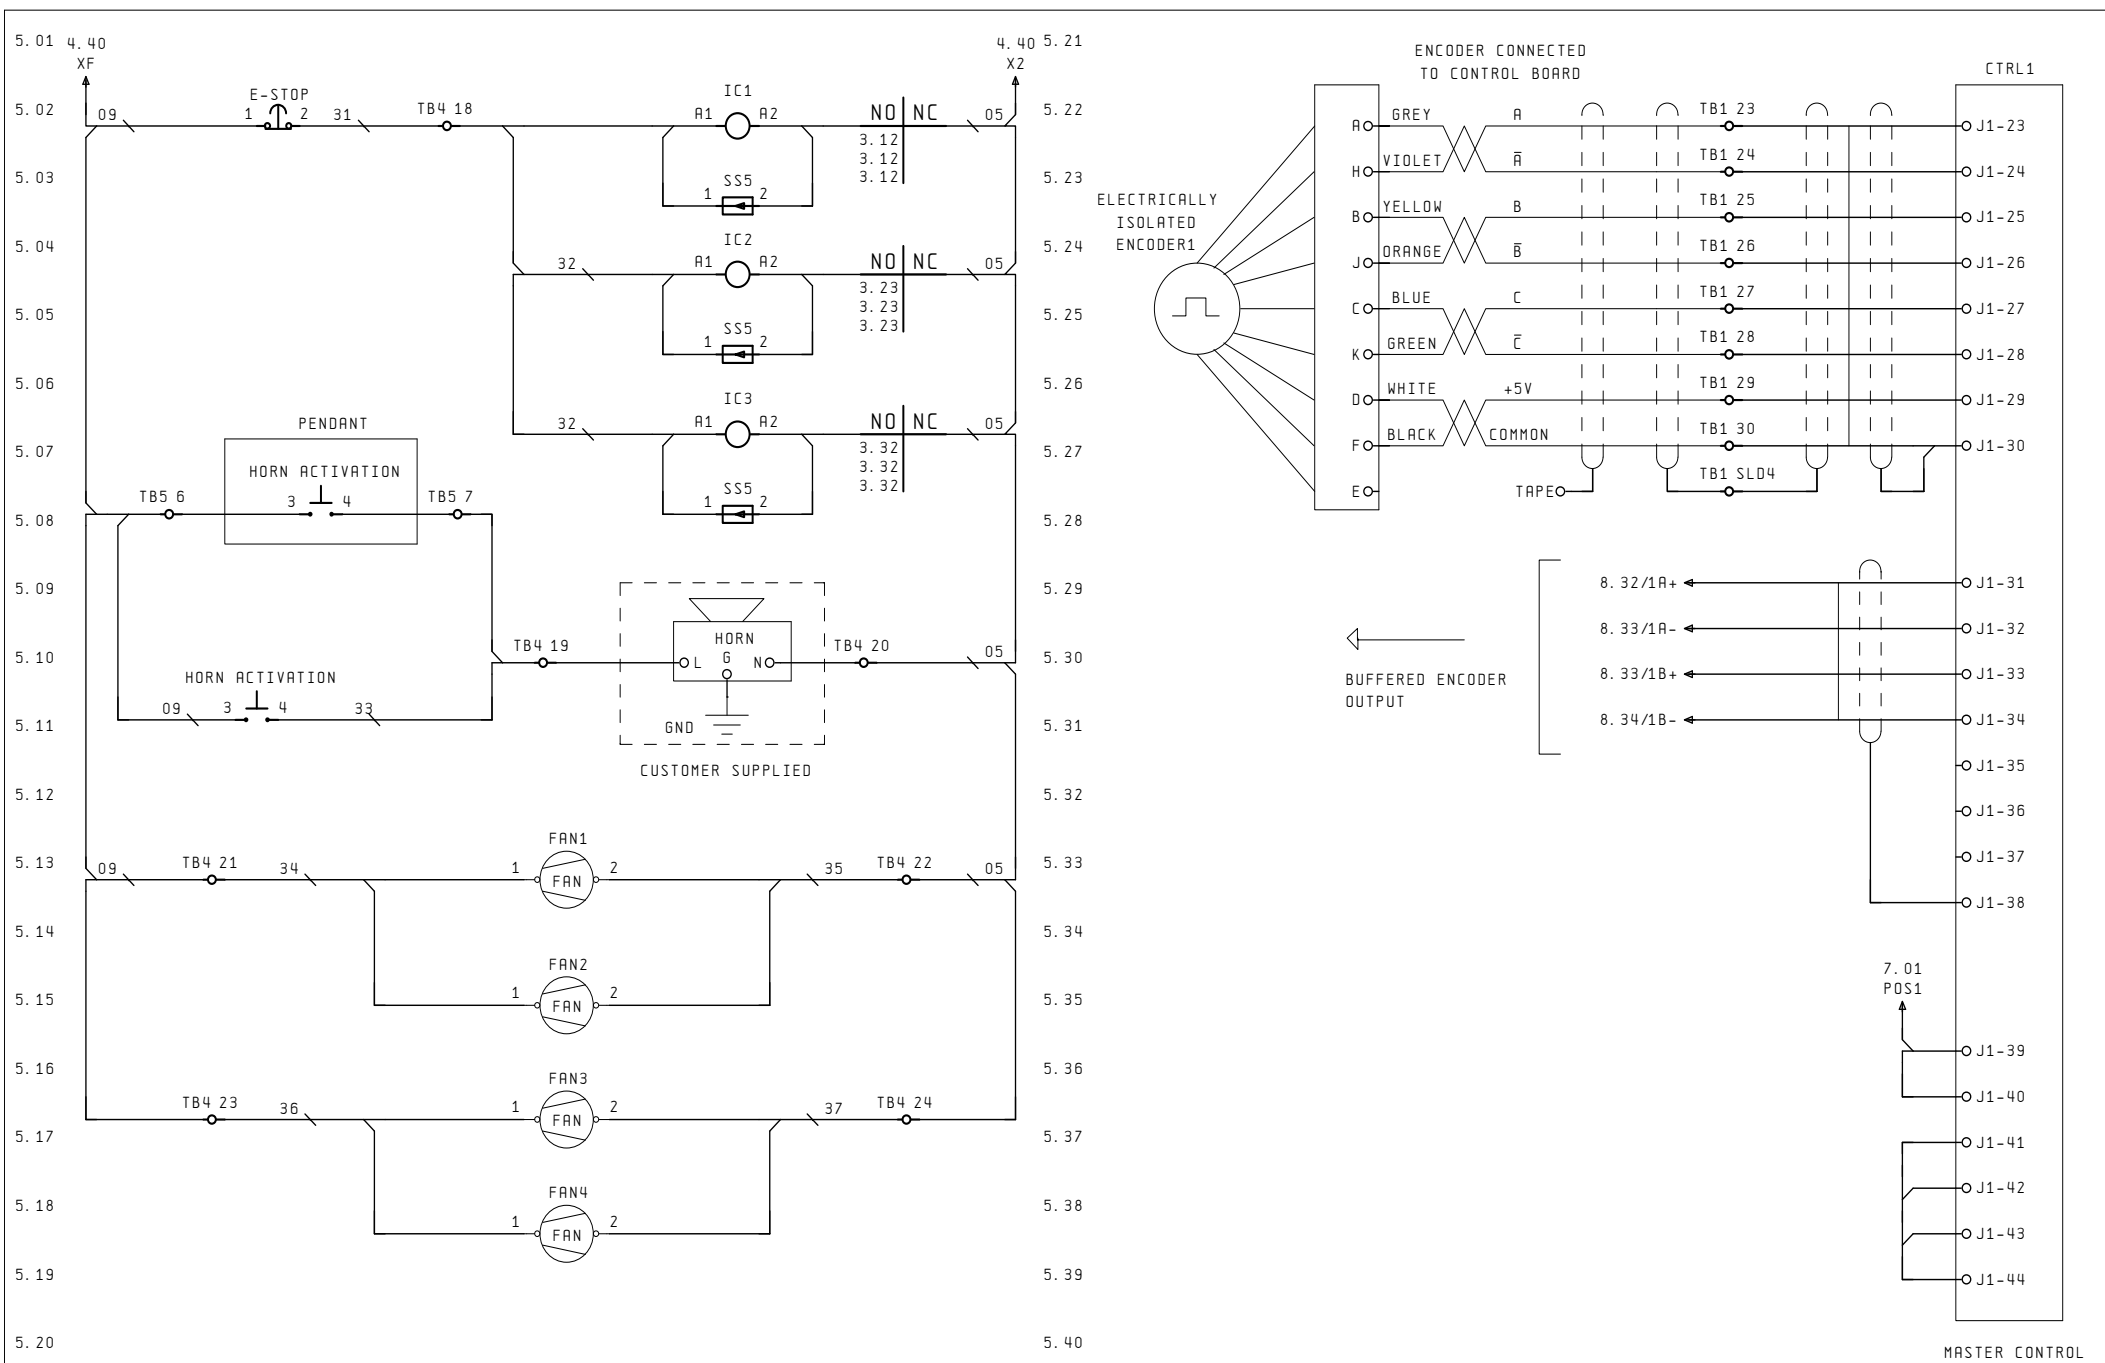 5.01 4.40 4.40 5.21
XF X2
ENCODER CONNECTED
TO CONTROL BOARD
CTRL1
E-STOP IC1
5.02 09 1 2 31 TB4 18 A1 A2 NO NC 05 5.22
3.12
3.12
3.12
5.03 SS5 5.23
1 2
IC2
5.04 32 A1 A2 NO NC 05 5.24
3.23
3.23
3.23
5.05 SS5 5.25
1 2
5.06 5.26
IC3
32 A1 A2 NO NC 05
3.32
3.32
3.32
PENDANT
5.07 5.27
HORN ACTIVATION SS5
TB5 6 3 4 TB5 7 1 2
5.08 5.28
5.09 5.29
HORN
5.10 TB4 19 L G N TB4 20 05 5.30
HORN ACTIVATION
09 3 4 33
5.11 GND 5.31
CUSTOMER SUPPLIED
5.12 5.32
FAN1
5.13 09 TB4 21 34 1 FAN 2 35 TB4 22 05 5.33
5.14 5.34
FAN2
5.15 1 FAN 2 5.35
5.16 5.36
FAN3
TB4 23 36 1 FAN 2 37 TB4 24
5.17 5.37
FAN4
5.18 1 FAN 2 5.38
5.19 5.39
5.20 5.40
ELECTRICALLY
ISOLATED
ENCODER1
A GREY A TB1 23 J1-23
H VIOLET A̅ TB1 24 J1-24
B YELLOW B TB1 25 J1-25
J ORANGE B̅ TB1 26 J1-26
C BLUE C TB1 27 J1-27
K GREEN C̅ TB1 28 J1-28
D WHITE +5V TB1 29 J1-29
F BLACK COMMON TB1 30 J1-30
E TAPE TB1 SLD4
8.32/1A+ J1-31
8.33/1A- J1-32
8.33/1B+ J1-33
8.34/1B- J1-34
BUFFERED ENCODER
OUTPUT
J1-35
J1-36
J1-37
J1-38
7.01
POS1
J1-39
J1-40
J1-41
J1-42
J1-43
J1-44
MASTER CONTROL